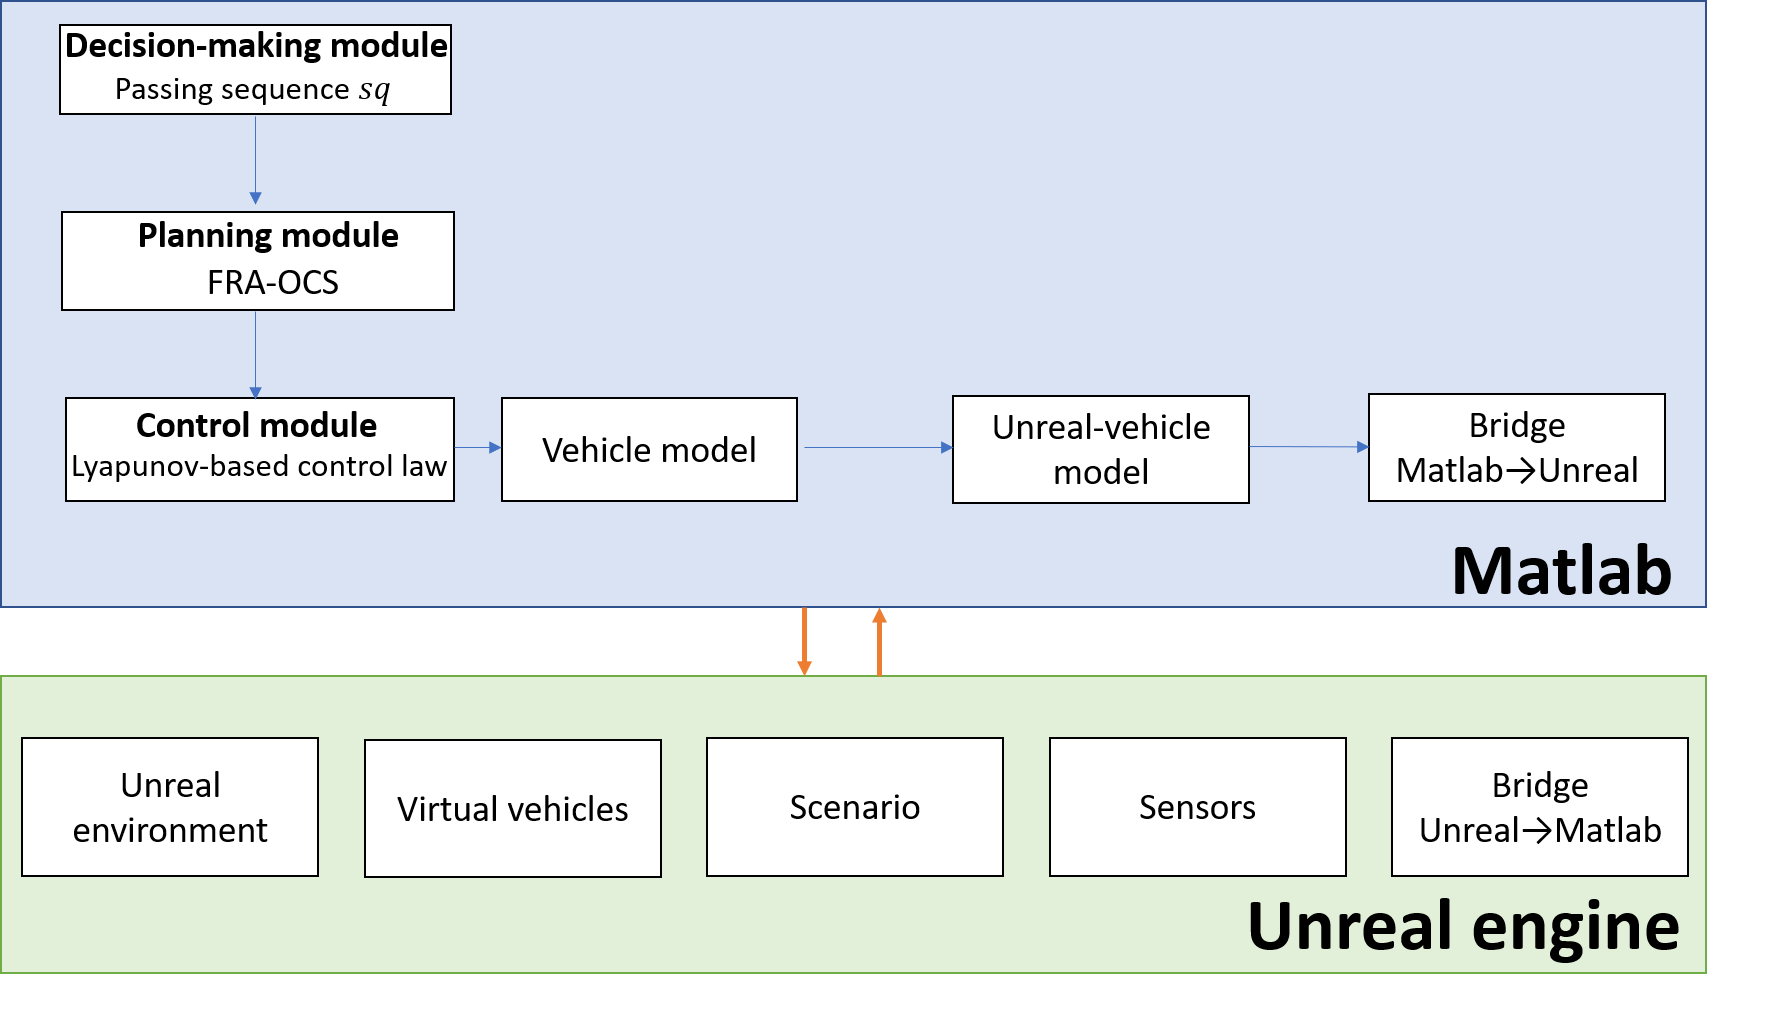 Decision-making module
Passing sequence sq
Planning module
FRA-OCS
Control module
Lyapunov-based control law
Vehicle model
Unreal-vehicle
model
Bridge
Matlab→Unreal
Matlab
Unreal
environment
Virtual vehicles
Scenario
Sensors
Bridge
Unreal→Matlab
Unreal engine